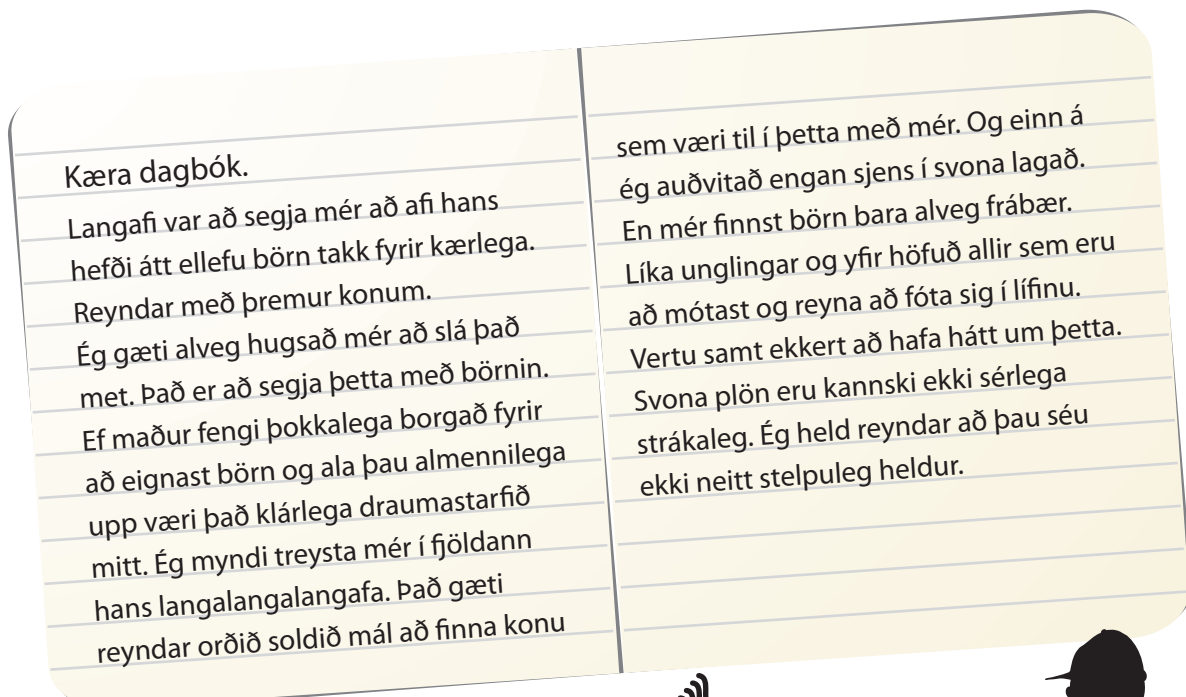 Kæra dagbók.
Langafi var að segja mér að afi hans
hefði átt ellefu börn takk fyrir kærlega.
Reyndar með þremur konum.
Ég gæti alveg hugsað mér að slá það
met. Það er að segja þetta með börnin.
Ef maður fengi þokkalega borgað fyrir
að eignast börn og ala þau almennilega
upp væri það klárlega draumastarfið
mitt. Ég myndi treysta mér í fjöldann
hans langalangalangafa. Það gæti
reyndar orðið soldið mál að finna konu
sem væri til í þetta með mér. Og einn á
ég auðvitað engan sjens í svona lagað.
En mér finnst börn bara alveg frábær.
Líka unglingar og yfir höfuð allir sem eru
að mótast og reyna að fóta sig í lífinu.
Vertu samt ekkert að hafa hátt um þetta.
Svona plön eru kannski ekki sérlega
strákaleg. Ég held reyndar að þau séu
ekki neitt stelpuleg heldur.